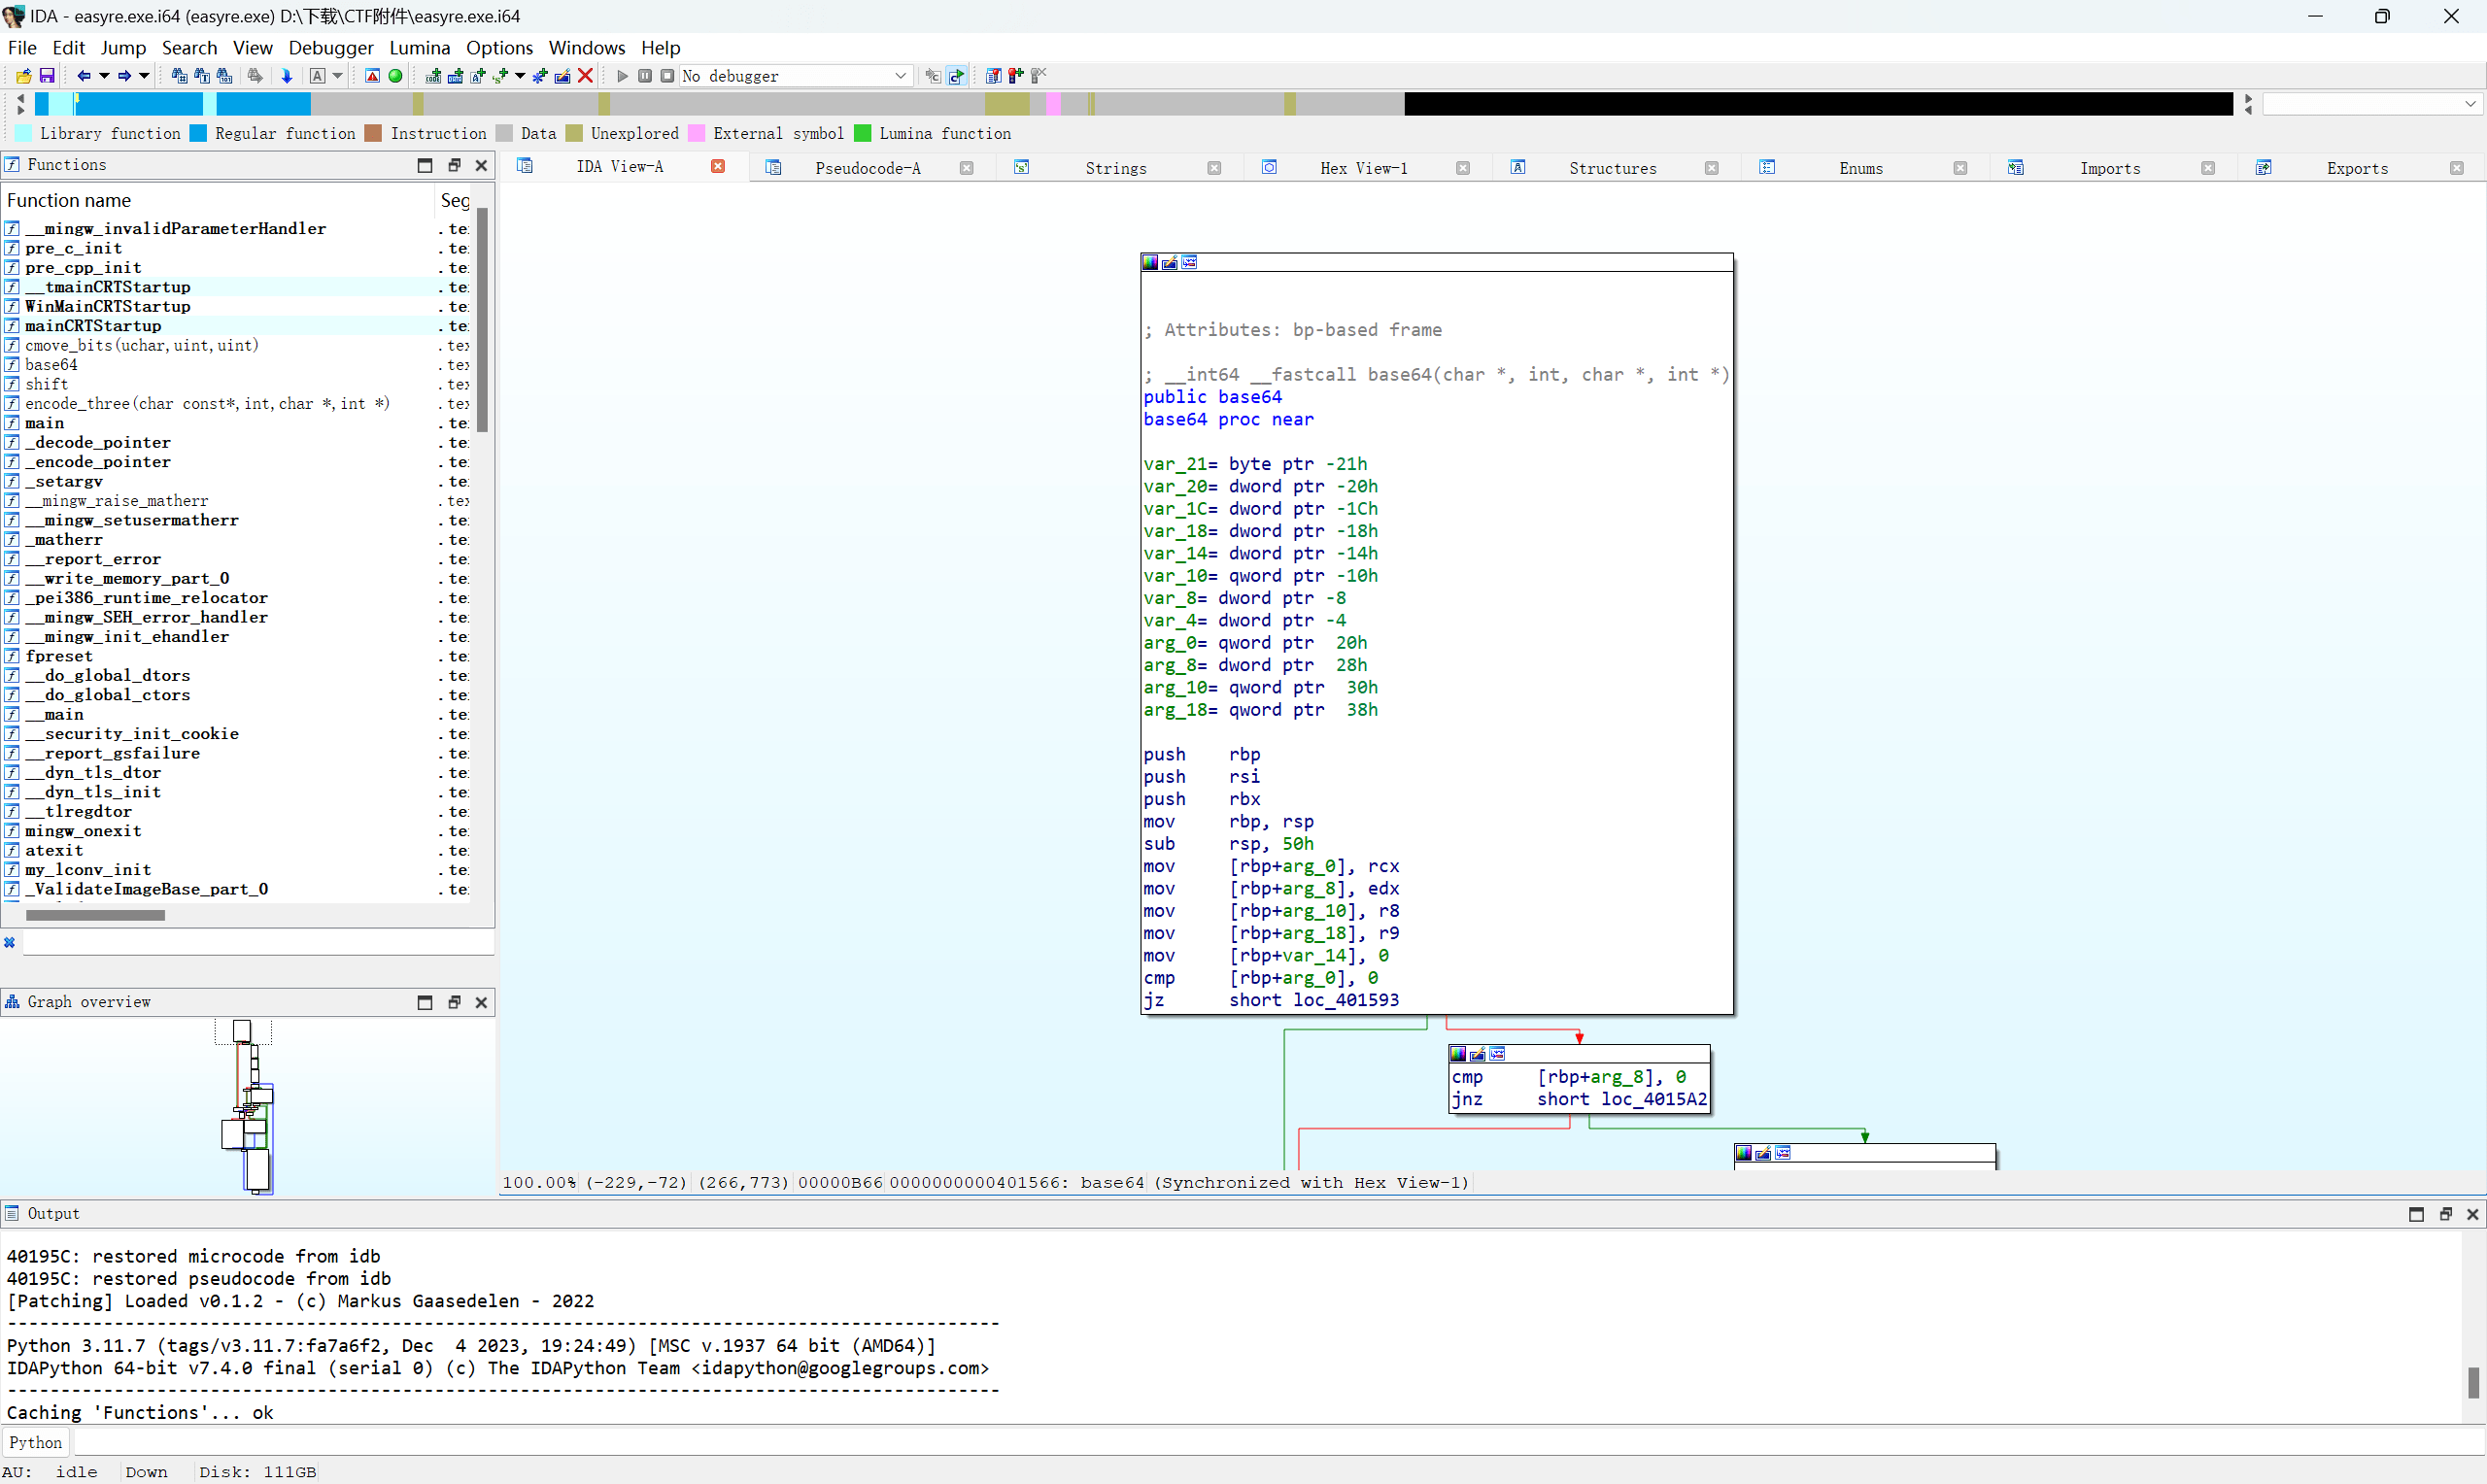 IDA - easyre.exe.i64 (easyre.exe) D:\下载\CTF附件\easyre.exe.i64
File Edit Jump Search View Debugger Lumina Options Windows Help
No debugger
Library function Regular function Instruction Data Unexplored External symbol Lumina function
Functions
Function name Seg
__mingw_invalidParameterHandler .te
pre_c_init .te
pre_cpp_init .te
__tmainCRTStartup .te
WinMainCRTStartup .te
mainCRTStartup .te
cmove_bits(uchar,uint,uint) .te
base64 .te
shift .te
encode_three(char const*,int,char *,int *) .te
main .te
_decode_pointer .te
_encode_pointer .te
_setargv .te
__mingw_raise_matherr .te
__mingw_setusermatherr .te
_matherr .te
__report_error .te
__write_memory_part_0 .te
_pei386_runtime_relocator .te
__mingw_SEH_error_handler .te
__mingw_init_ehandler .te
fpreset .te
__do_global_dtors .te
__do_global_ctors .te
__main .te
__security_init_cookie .te
__report_gsfailure .te
__dyn_tls_dtor .te
__dyn_tls_init .te
__tlregdtor .te
mingw_onexit .te
atexit .te
my_lconv_init .te
_ValidateImageBase_part_0 .te
Graph overview
IDA View-A Pseudocode-A Strings Hex View-1 Structures Enums Imports Exports
; Attributes: bp-based frame
; __int64 __fastcall base64(char *, int, char *, int *)
public base64
base64 proc near
var_21= byte ptr -21h
var_20= dword ptr -20h
var_1C= dword ptr -1Ch
var_18= dword ptr -18h
var_14= dword ptr -14h
var_10= qword ptr -10h
var_8= dword ptr -8
var_4= dword ptr -4
arg_0= qword ptr  20h
arg_8= dword ptr  28h
arg_10= qword ptr  30h
arg_18= qword ptr  38h
push rbp
push rsi
push rbx
mov rbp, rsp
sub rsp, 50h
mov [rbp+arg_0], rcx
mov [rbp+arg_8], edx
mov [rbp+arg_10], r8
mov [rbp+arg_18], r9
mov [rbp+var_14], 0
cmp [rbp+arg_0], 0
jz short loc_401593
cmp [rbp+arg_8], 0
jnz short loc_4015A2
100.00% (-229,-72) (266,773) 00000B66 0000000000401566: base64 (Synchronized with Hex View-1)
Output
40195C: restored microcode from idb
40195C: restored pseudocode from idb
[Patching] Loaded v0.1.2 - (c) Markus Gaasedelen - 2022
---------------------------------------------------------------------------------------------
Python 3.11.7 (tags/v3.11.7:fa7a6f2, Dec  4 2023, 19:24:49) [MSC v.1937 64 bit (AMD64)]
IDAPython 64-bit v7.4.0 final (serial 0) (c) The IDAPython Team <idapython@googlegroups.com>
---------------------------------------------------------------------------------------------
Caching 'Functions'... ok
Python
AU: idle Down Disk: 111GB